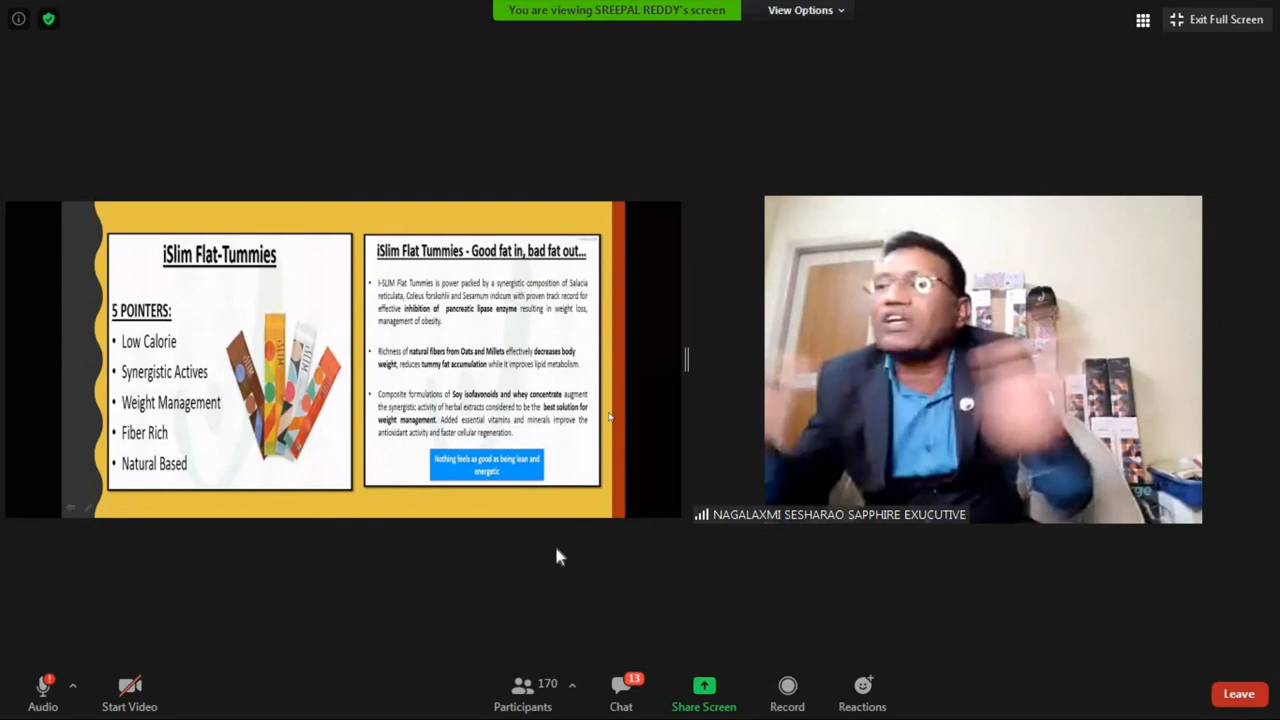 You are viewing SREEPAL REDDY's screen
View Options
Exit Full Screen
iSlim Flat-Tummies
5 POINTERS:
• Low Calorie
• Synergistic Actives
• Weight Management
• Fiber Rich
• Natural Based
iSlim Flat Tummies - Good fat in, bad fat out...
• I-SLIM Flat Tummies is power packed by a synergistic composition of Salacia
reticulata, Coleus forskohlii and Sesamum indicum with proven track record for
effective inhibition of pancreatic lipase enzyme resulting in weight loss,
management of obesity.
• Richness of natural fibers from Oats and Millets effectively decreases body
weight, reduces tummy fat accumulation while it improves lipid metabolism.
• Composite formulations of Soy isofavonoids and whey concentrate augment
the synergistic activity of herbal extracts considered to be the best solution for
weight management. Added essential vitamins and minerals improve the
antioxidant activity and faster cellular regeneration.
Nothing feels as good as being lean and
energetic
NAGALAXMI SESHARAO SAPPHIRE EXUCUTIVE
Audio
Start Video
170
Participants
13
Chat
Share Screen
Record
Reactions
Leave